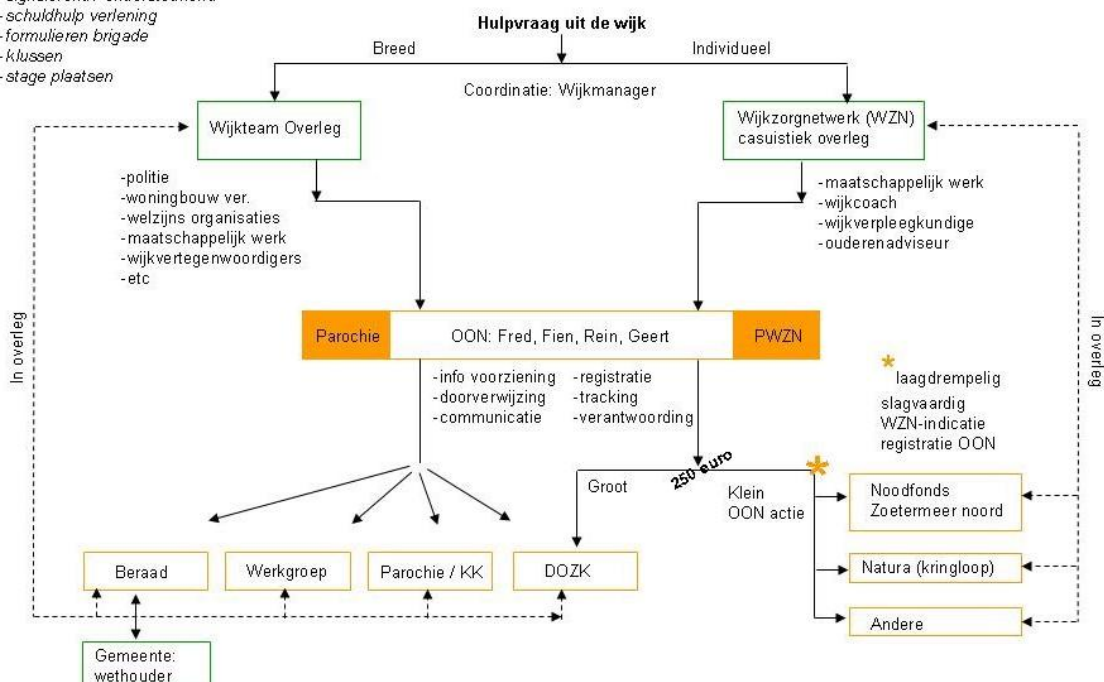 -schuldhulp verlening
-formulieren brigade
-klussen
-stage plaatsen
Hulpvraag uit de wijk
Breed
Individueel
Coordinatie: Wijkmanager
Wijkteam Overleg
Wijkzorgnetwerk (WZN)
casuistiek overleg
-politie
-woningbouw ver.
-welzijns organisaties
-maatschappelijk werk
-wijkvertegenwoordigers
-etc
-maatschappelijk werk
-wijkcoach
-wijkverpleegkundige
-ouderenadviseur
In overleg
In overleg
Parochie
OON: Fred, Fien, Rein, Geert
PWZN
-info voorziening
-doorverwijzing
-communicatie
-registratie
-tracking
-verantwoording
* laagdrempelig
slagvaardig
WZN-indicatie
registratie OON
Groot
250 euro
*
Klein
OON actie
Noodfonds
Zoetermeer noord
Natura (kringloop)
Andere
Beraad
Werkgroep
Parochie / KK
DOZK
Gemeente:
wethouder